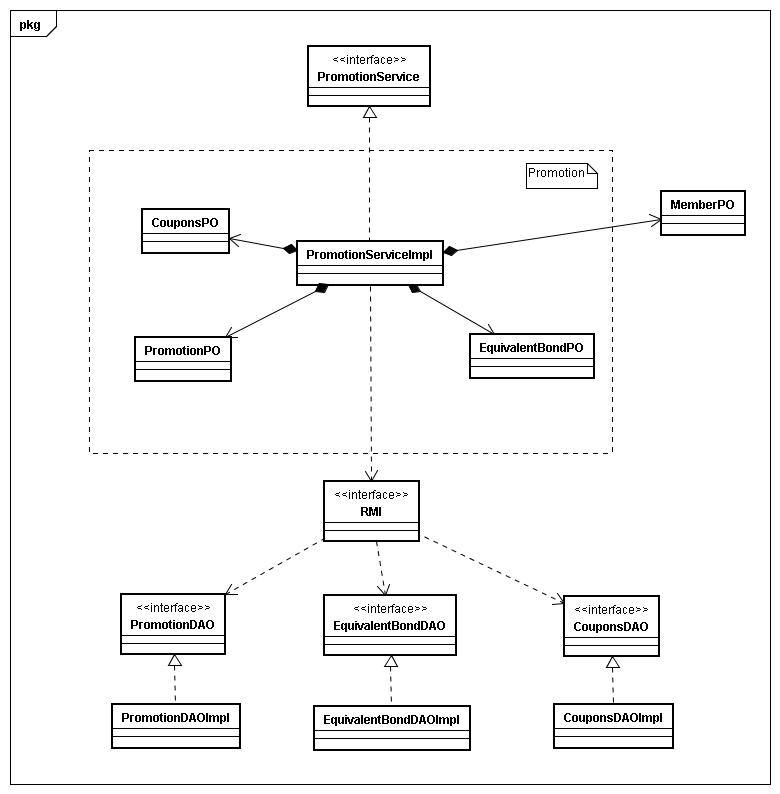 pkg
<<interface>>
PromotionService
Promotion
CouponsPO
MemberPO
PromotionServiceImpl
PromotionPO
EquivalentBondPO
<<interface>>
RMI
<<interface>>
PromotionDAO
<<interface>>
EquivalentBondDAO
<<interface>>
CouponsDAO
PromotionDAOImpl
EquivalentBondDAOImpl
CouponsDAOImpl